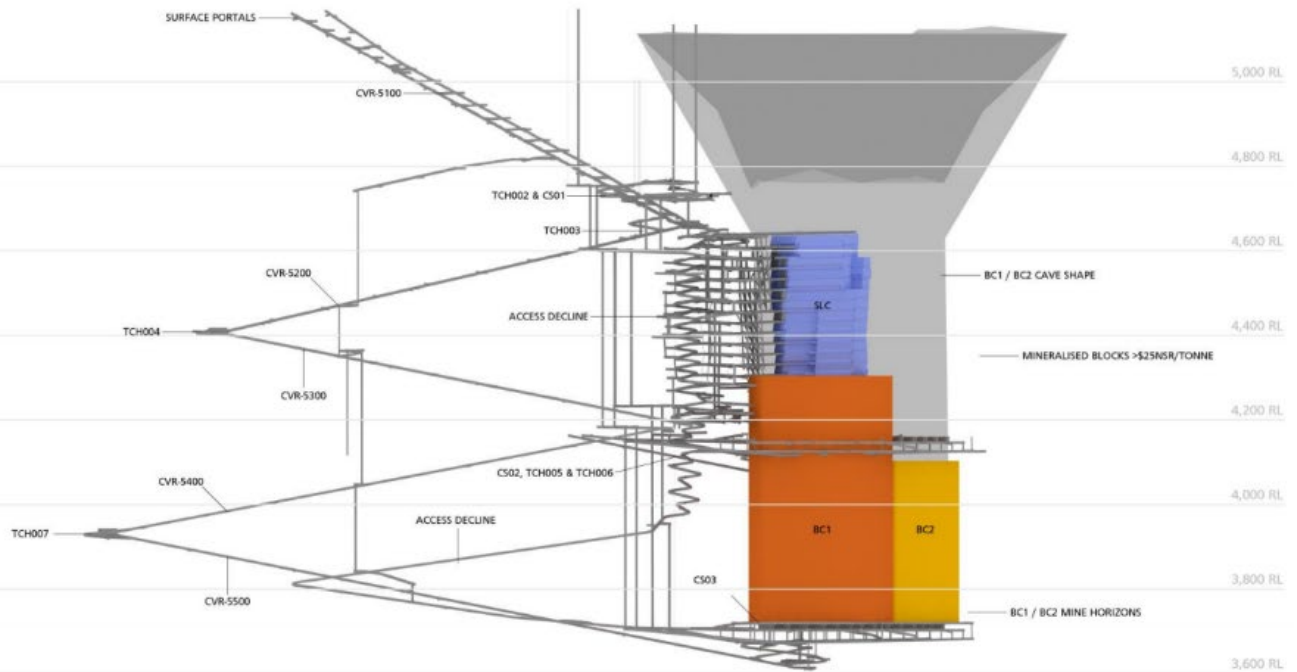 SURFACE PORTALS
5,000 RL
CVR-5100
4,800 RL
TCH002 & CS01
TCH003
4,600 RL
CVR-5200
BC1 / BC2 CAVE SHAPE
SLC
ACCESS DECLINE
TCH004
4,400 RL
MINERALISED BLOCKS >$25NSR/TONNE
CVR-5300
4,200 RL
CS02, TCH005 & TCH006
CVR-5400
4,000 RL
ACCESS DECLINE
TCH007
BC1
BC2
CS03
3,800 RL
CVR-5500
BC1 / BC2 MINE HORIZONS
3,600 RL